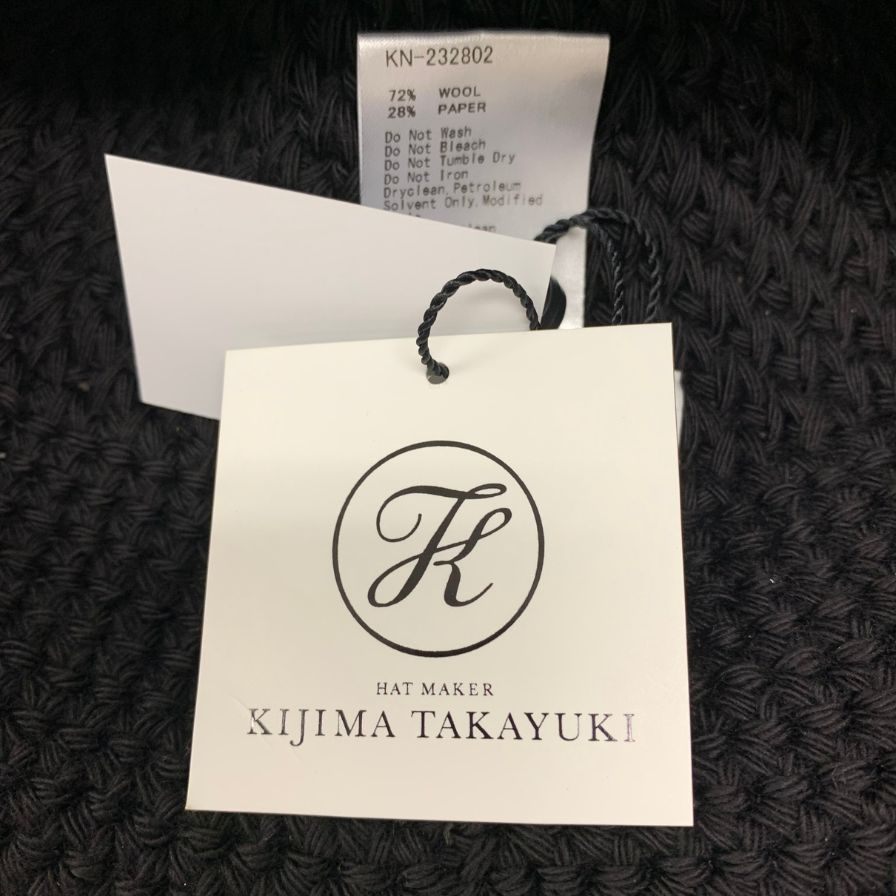 KN-232802
72% WOOL
28% PAPER
Do Not Wash
Do Not Bleach
Do Not Tumble Dry
Do Not Iron
Dryclean,Petroleum
Solvent Only,Modified
K
HAT MAKER
KIJIMA TAKAYUKI